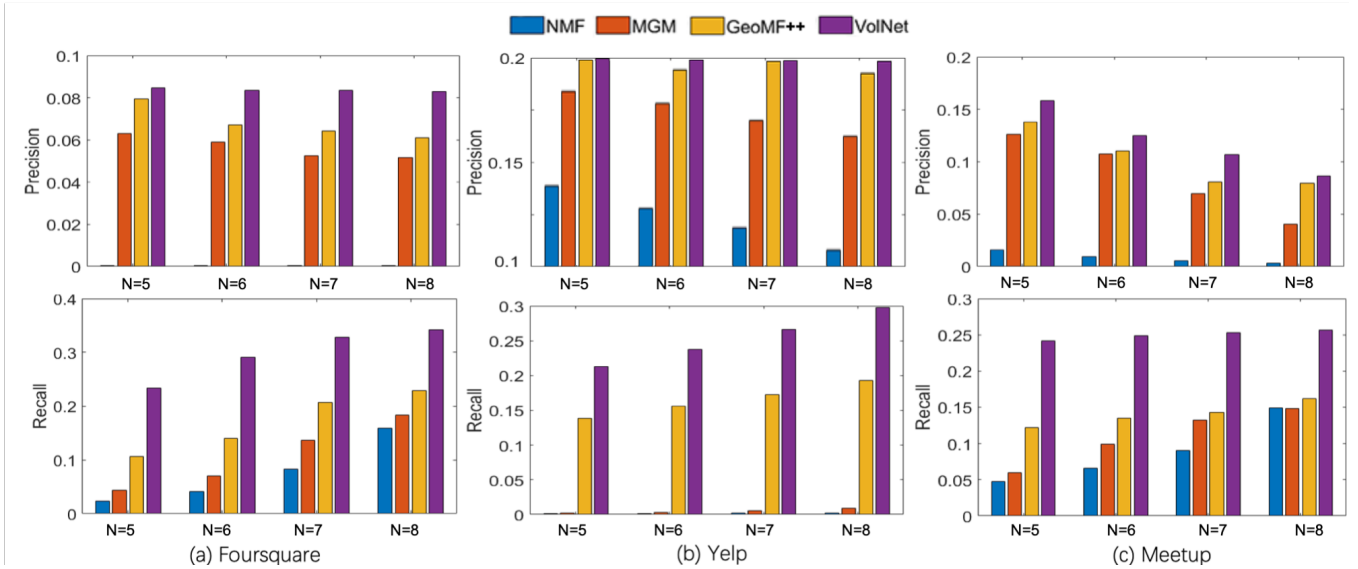 NMF MGM GeoMF++ VolNet
Precision
0.1
0.08
0.06
0.04
0.02
0
N=5 N=6 N=7 N=8
Precision
0.2
0.15
0.1
N=5 N=6 N=7 N=8
Precision
0.2
0.15
0.1
0.05
0
N=5 N=6 N=7 N=8
Recall
0.4
0.3
0.2
0.1
0
N=5 N=6 N=7 N=8
(a) Foursquare
Recall
0.3
0.25
0.2
0.15
0.1
0.05
0
N=5 N=6 N=7 N=8
(b) Yelp
Recall
0.3
0.25
0.2
0.15
0.1
0.05
0
N=5 N=6 N=7 N=8
(c) Meetup